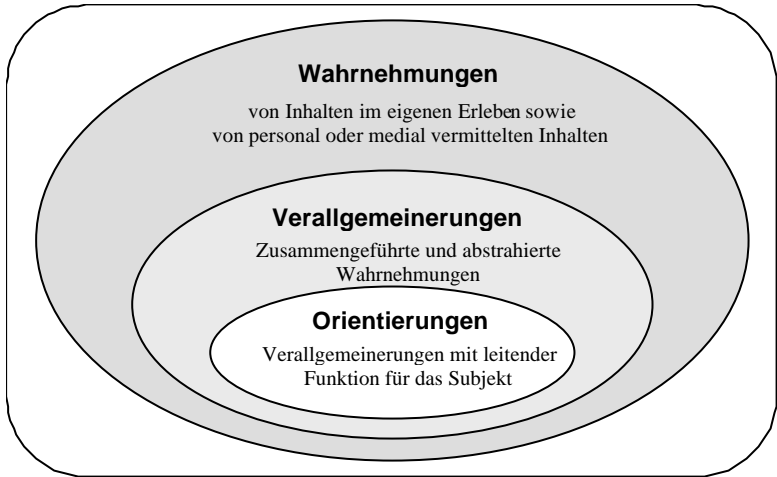 Wahrnehmungen
von Inhalten im eigenen Erleben sowie
von personal oder medial vermittelten Inhalten
Verallgemeinerungen
Zusammengeführte und abstrahierte
Wahrnehmungen
Orientierungen
Verallgemeinerungen mit leitender
Funktion für das Subjekt